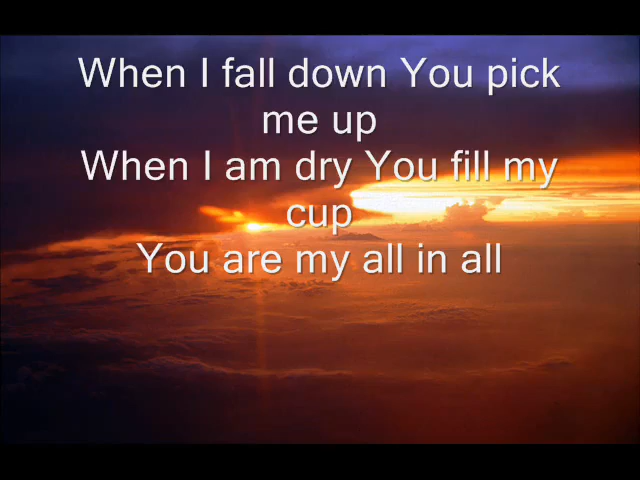 When I fall down You pick
me up
When I am dry You fill my
cup
You are my all in all